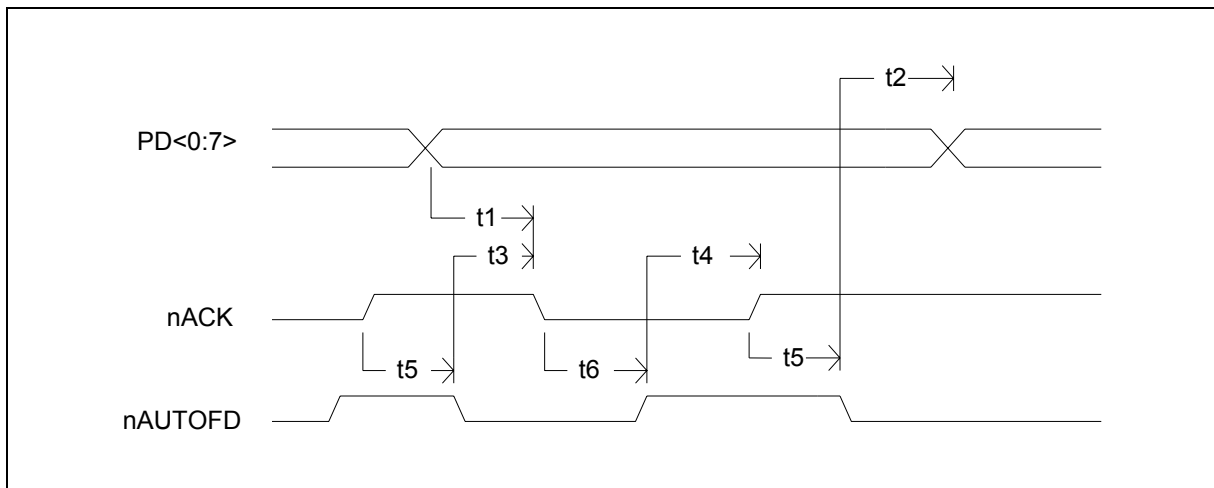 t2
PD<0:7>
t1
t3 t4
nACK
t5 t6 t5
nAUTOFD